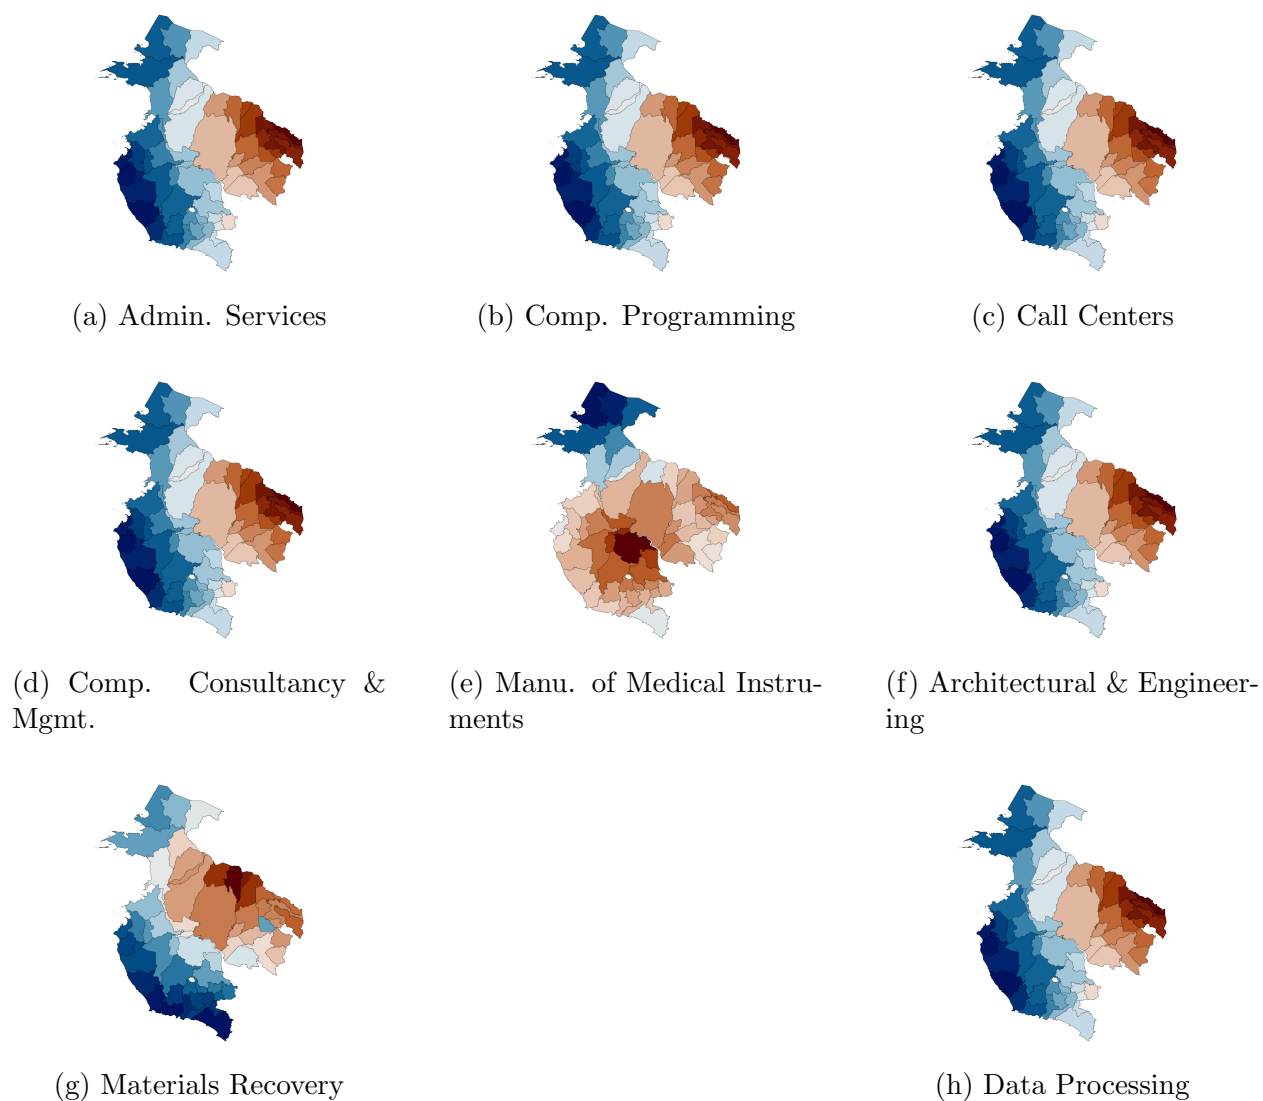 (a) Admin. Services
(b) Comp. Programming
(c) Call Centers
(d) Comp. Consultancy &
Mgmt.
(e) Manu. of Medical Instru-
ments
(f) Architectural & Engineer-
ing
(g) Materials Recovery
(h) Data Processing